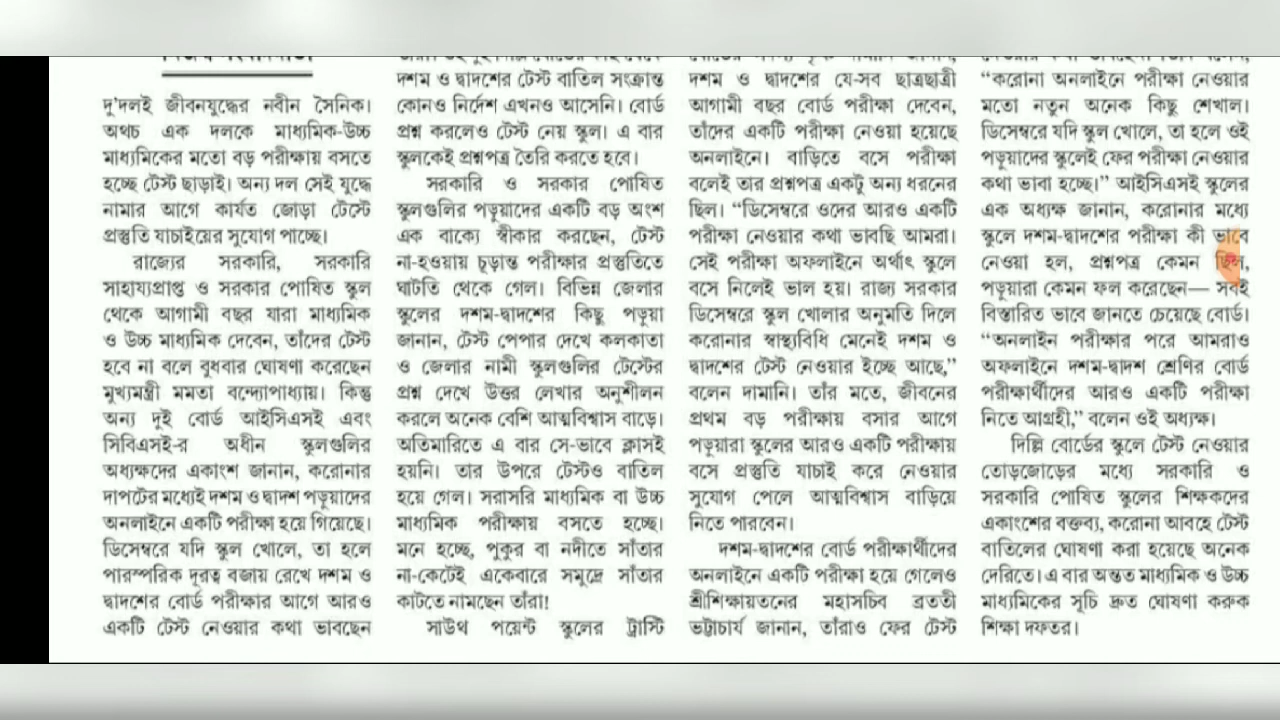 দু'দলই জীবনযুদ্ধের নবীন সৈনিক।
অথচ এক দলকে মাধ্যমিক-উচ্চ
মাধ্যমিকের মতো বড় পরীক্ষায় বসতে
হচ্ছে টেস্ট ছাড়াই। অন্য দল সেই যুদ্ধে
নামার আগে কার্যত জোড়া টেস্টে
প্রস্তুতি যাচাইয়ের সুযোগ পাচ্ছে।
রাজ্যের সরকারি, সরকারি
সাহায্যপ্রাপ্ত ও সরকার পোষিত স্কুল
থেকে আগামী বছর যারা মাধ্যমিক
ও উচ্চ মাধ্যমিক দেবেন, তাঁদের টেস্ট
হবে না বলে বুধবার ঘোষণা করেছেন
মুখ্যমন্ত্রী মমতা বন্দ্যোপাধ্যায়। কিন্তু
অন্য দুই বোর্ড আইসিএসই এবং
সিবিএসই-র অধীন স্কুলগুলির
অধ্যক্ষদের একাংশ জানান, করোনার
দাপটের মধ্যেই দশম ও দ্বাদশ পড়ুয়াদের
অনলাইনে একটি পরীক্ষা হয়ে গিয়েছে।
ডিসেম্বরে যদি স্কুল খোলে, তা হলে
পারস্পরিক দূরত্ব বজায় রেখে দশম ও
দ্বাদশের বোর্ড পরীক্ষার আগে আরও
একটি টেস্ট নেওয়ার কথা ভাবছেন
দশম ও দ্বাদশের টেস্ট বাতিল সংক্রান্ত
কোনও নির্দেশ এখনও আসেনি। বোর্ড
প্রশ্ন করলেও টেস্ট নেয় স্কুল। এ বার
স্কুলকেই প্রশ্নপত্র তৈরি করতে হবে।
সরকারি ও সরকার পোষিত
স্কুলগুলির পড়ুয়াদের একটি বড় অংশ
এক বাক্যে স্বীকার করছেন, টেস্ট
না-হওয়ায় চূড়ান্ত পরীক্ষার প্রস্তুতিতে
ঘাটতি থেকে গেল। বিভিন্ন জেলার
স্কুলের দশম-দ্বাদশের কিছু পড়ুয়া
জানান, টেস্ট পেপার দেখে কলকাতা
ও জেলার নামী স্কুলগুলির টেস্টের
প্রশ্ন দেখে উত্তর লেখার অনুশীলন
করলে অনেক বেশি আত্মবিশ্বাস বাড়ে।
অতিমারিতে এ বার সে-ভাবে ক্লাসই
হয়নি। তার উপরে টেস্টও বাতিল
হয়ে গেল। সরাসরি মাধ্যমিক বা উচ্চ
মাধ্যমিক পরীক্ষায় বসতে হচ্ছে।
মনে হচ্ছে, পুকুর বা নদীতে সাঁতার
না-কেটেই একেবারে সমুদ্রে সাঁতার
কাটতে নামছেন তাঁরা!
সাউথ পয়েন্ট স্কুলের ট্রাস্টি
দশম ও দ্বাদশের যে-সব ছাত্রছাত্রী
আগামী বছর বোর্ড পরীক্ষা দেবেন,
তাঁদের একটি পরীক্ষা নেওয়া হয়েছে
অনলাইনে। বাড়িতে বসে পরীক্ষা
বলেই তার প্রশ্নপত্র একটু অন্য ধরনের
ছিল। “ডিসেম্বরে ওদের আরও একটি
পরীক্ষা নেওয়ার কথা ভাবছি আমরা।
সেই পরীক্ষা অফলাইনে অর্থাৎ স্কুলে
বসে নিলেই ভাল হয়। রাজ্য সরকার
ডিসেম্বরে স্কুল খোলার অনুমতি দিলে
করোনার স্বাস্থ্যবিধি মেনেই দশম ও
দ্বাদশের টেস্ট নেওয়ার ইচ্ছে আছে,”
বলেন দামানি। তাঁর মতে, জীবনের
প্রথম বড় পরীক্ষায় বসার আগে
পড়ুয়ারা স্কুলের আরও একটি পরীক্ষায়
বসে প্রস্তুতি যাচাই করে নেওয়ার
সুযোগ পেলে আত্মবিশ্বাস বাড়িয়ে
নিতে পারবেন।
দশম-দ্বাদশের বোর্ড পরীক্ষার্থীদের
অনলাইনে একটি পরীক্ষা হয়ে গেলেও
শ্রীশিক্ষায়তনের মহাসচিব ব্রততী
ভট্টাচার্য জানান, তাঁরাও ফের টেস্ট
“করোনা অনলাইনে পরীক্ষা নেওয়ার
মতো নতুন অনেক কিছু শেখাল।
ডিসেম্বরে যদি স্কুল খোলে, তা হলে ওই
পড়ুয়াদের স্কুলেই ফের পরীক্ষা নেওয়ার
কথা ভাবা হচ্ছে।” আইসিএসই স্কুলের
এক অধ্যক্ষ জানান, করোনার মধ্যে
স্কুলে দশম-দ্বাদশের পরীক্ষা কী ভাবে
নেওয়া হল, প্রশ্নপত্র কেমন ছিল,
পড়ুয়ারা কেমন ফল করেছেন— সবই
বিস্তারিত ভাবে জানতে চেয়েছে বোর্ড।
“অনলাইন পরীক্ষার পরে আমরাও
অফলাইনে দশম-দ্বাদশ শ্রেণির বোর্ড
পরীক্ষার্থীদের আরও একটি পরীক্ষা
নিতে আগ্রহী,” বলেন ওই অধ্যক্ষ।
দিল্লি বোর্ডের স্কুলে টেস্ট নেওয়ার
তোড়জোড়ের মধ্যে সরকারি ও
সরকারি পোষিত স্কুলের শিক্ষকদের
একাংশের বক্তব্য, করোনা আবহে টেস্ট
বাতিলের ঘোষণা করা হয়েছে অনেক
দেরিতে। এ বার অন্তত মাধ্যমিক ও উচ্চ
মাধ্যমিকের সূচি দ্রুত ঘোষণা করুক
শিক্ষা দফতর।